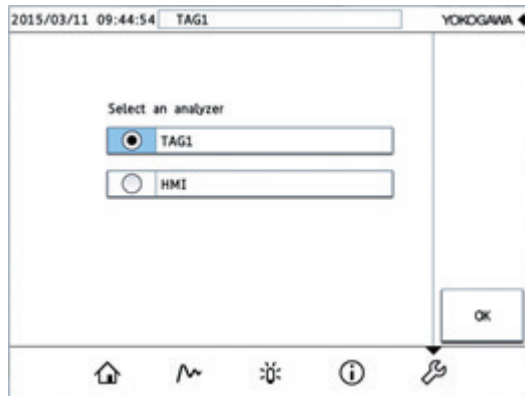 2015/03/11 09:44:54 TAG1 YOKOGAWA
Select an analyzer
TAG1
HMI
OK